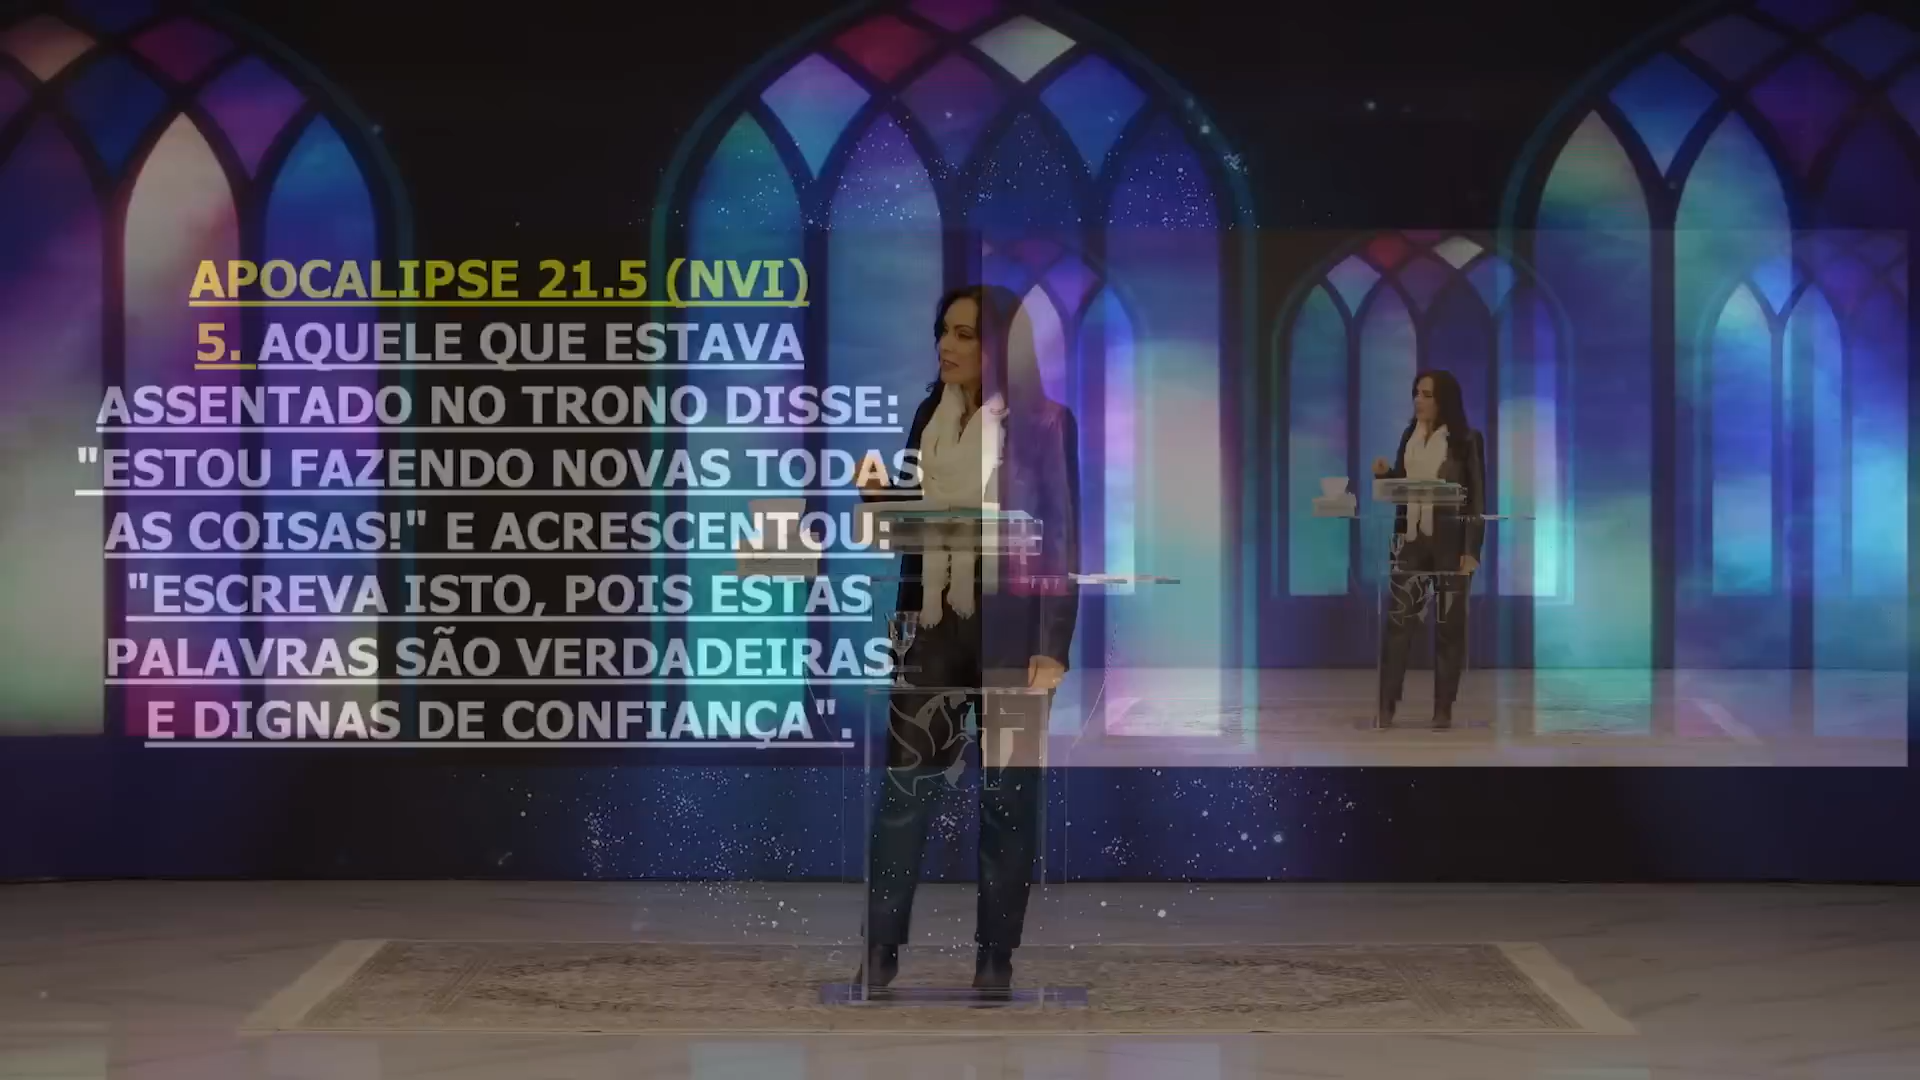 APOCALIPSE 21.5 (NVI)
5. AQUELE QUE ESTAVA
ASSENTADO NO TRONO DISSE:
"ESTOU FAZENDO NOVAS TODAS
AS COISAS!" E ACRESCENTOU:
"ESCREVA ISTO, POIS ESTAS
PALAVRAS SÃO VERDADEIRAS
E DIGNAS DE CONFIANÇA".